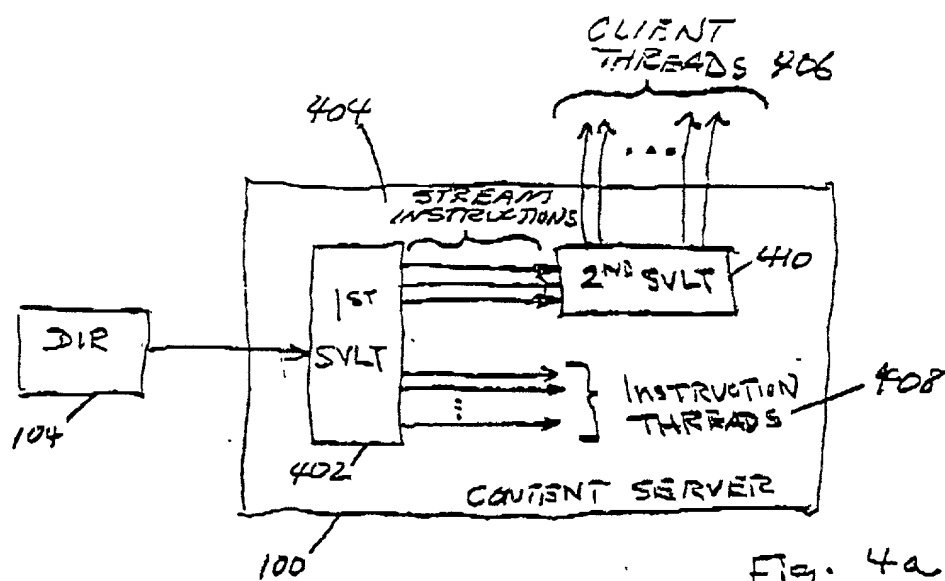 CLIENT
THREADS 406
404
STREAM
INSTRUCTIONS
...
2ND SVLT
410
1ST
SVLT
DIR
104
402
INSTRUCTION
THREADS
408
CONTENT SERVER
100
Fig. 4a